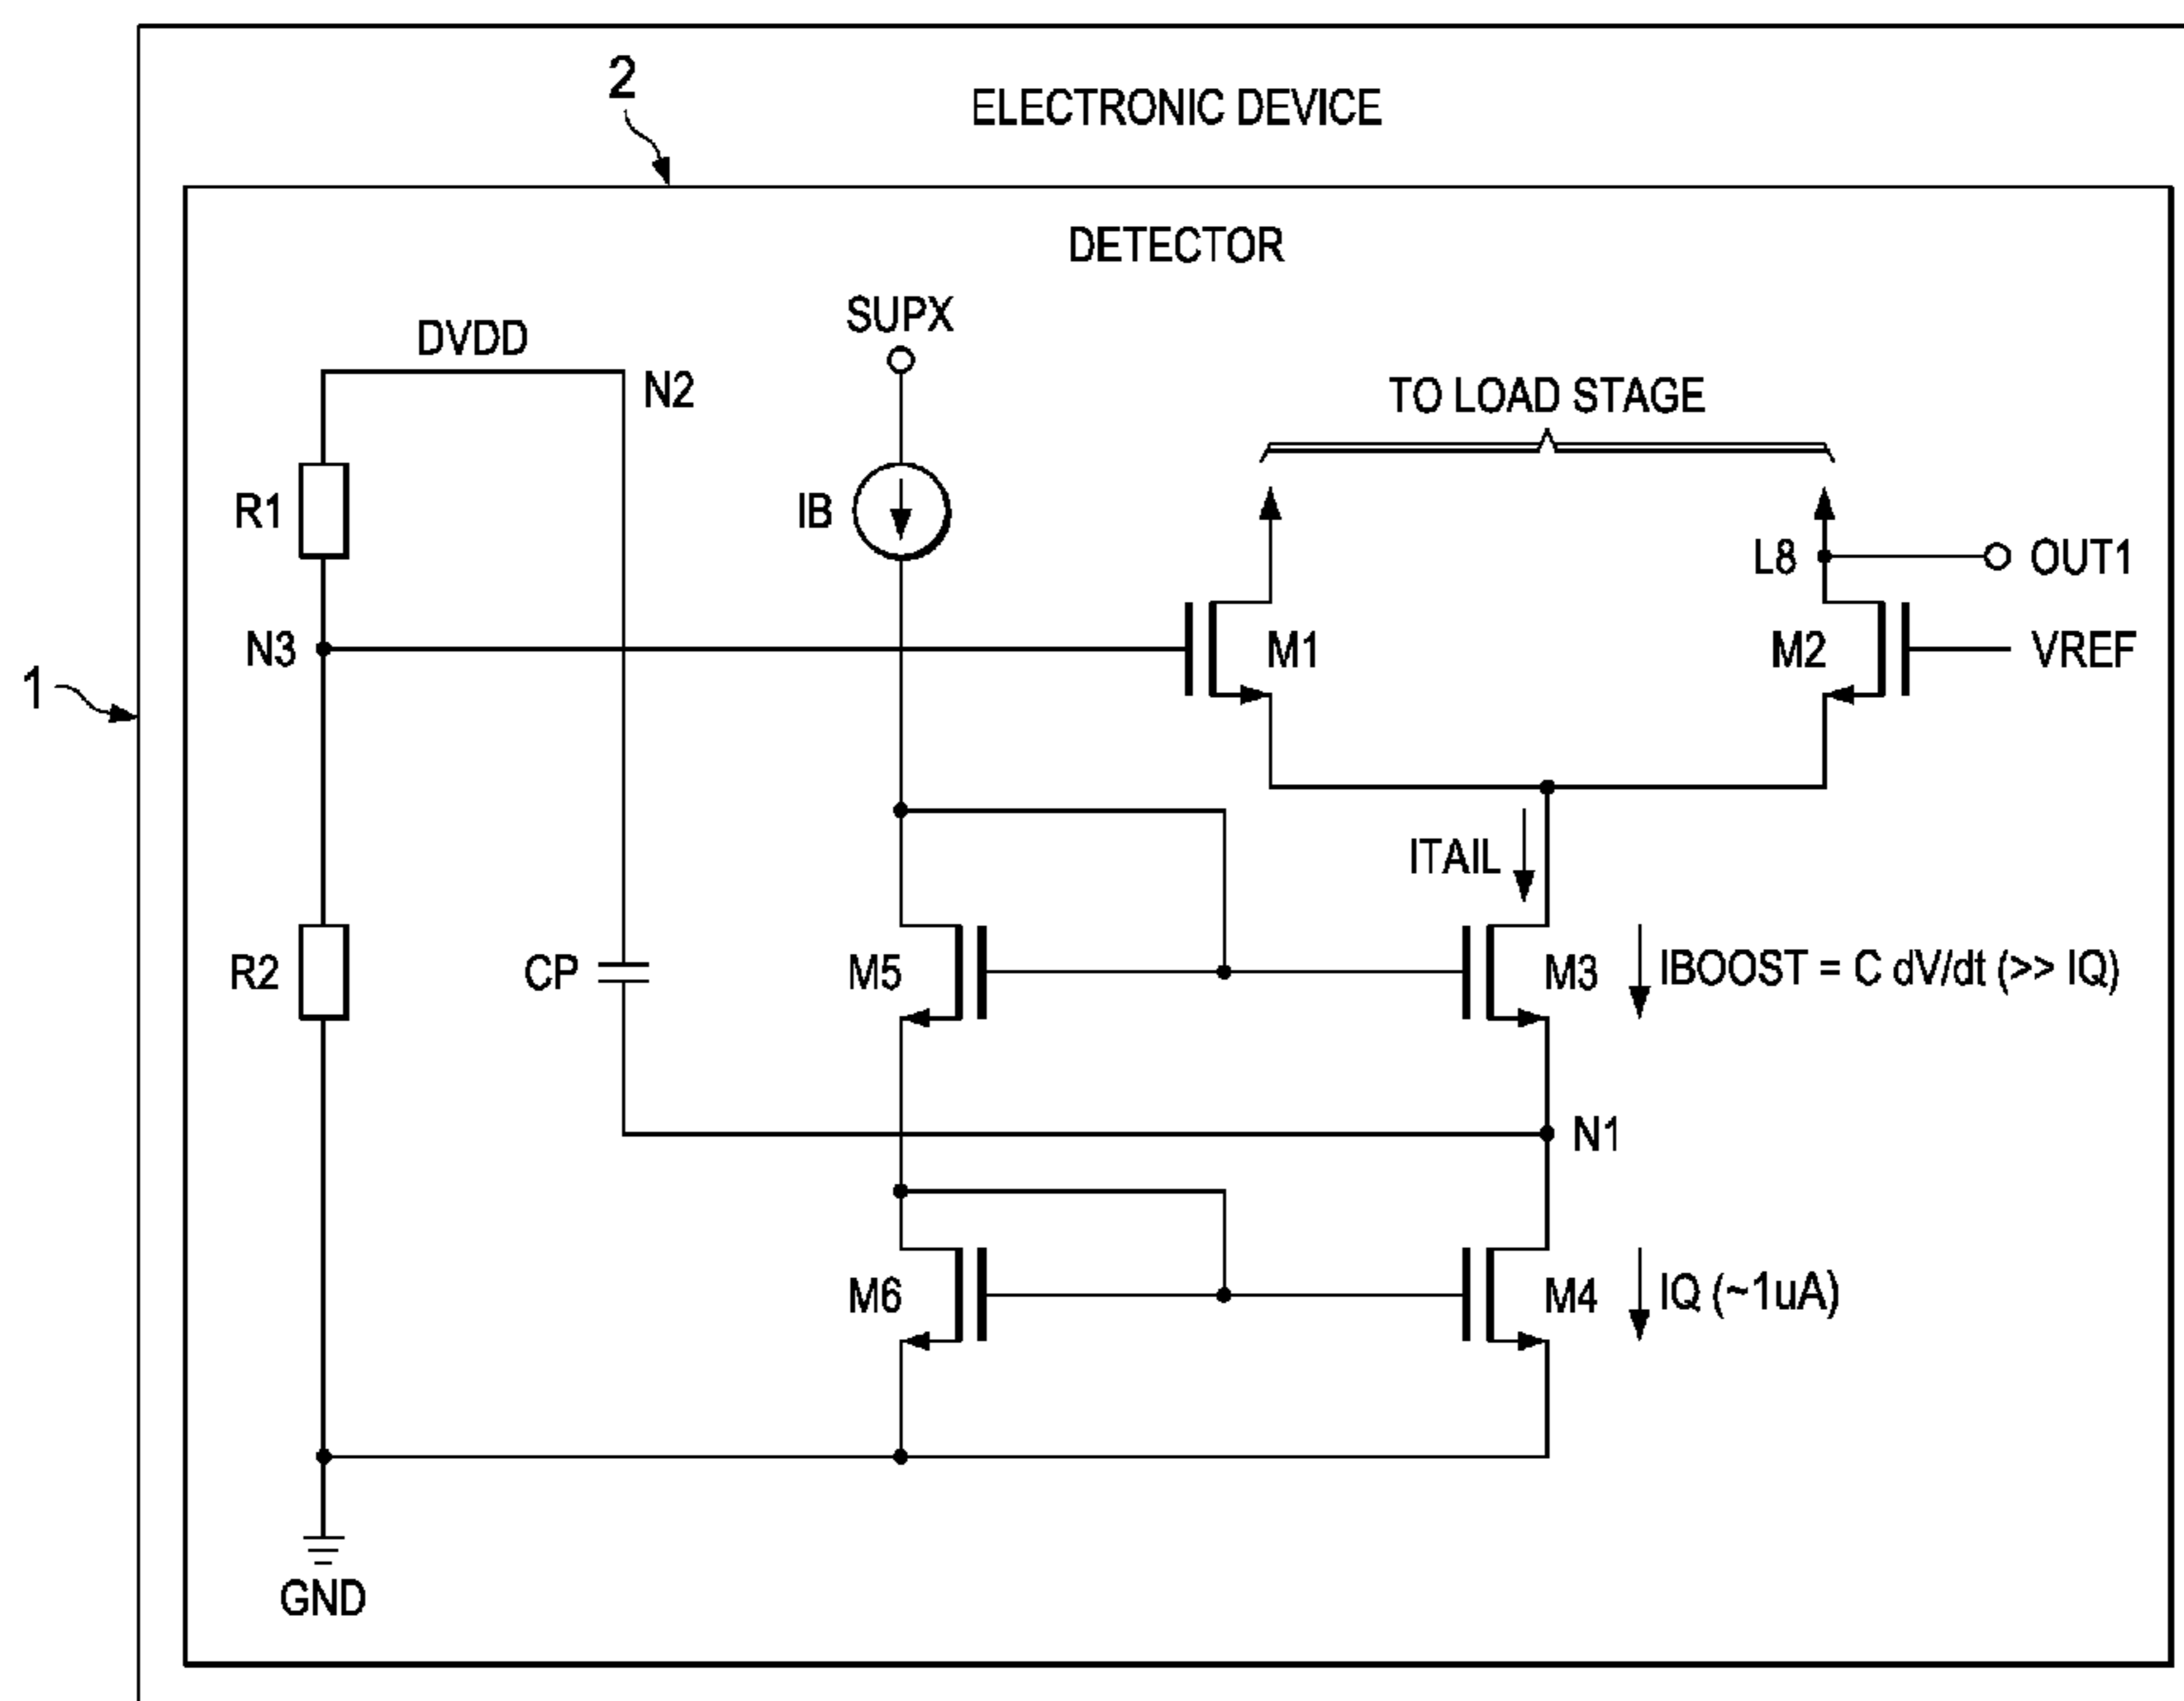 2
ELECTRONIC DEVICE
DETECTOR
SUPX
DVDD
N2
TO LOAD STAGE
R1
IB
L8
OUT1
N3
M1
M2
VREF
1
ITAIL
R2
CP
M5
M3
IBOOST = C dV/dt (>> IQ)
N1
M6
M4
IQ (~1uA)
GND